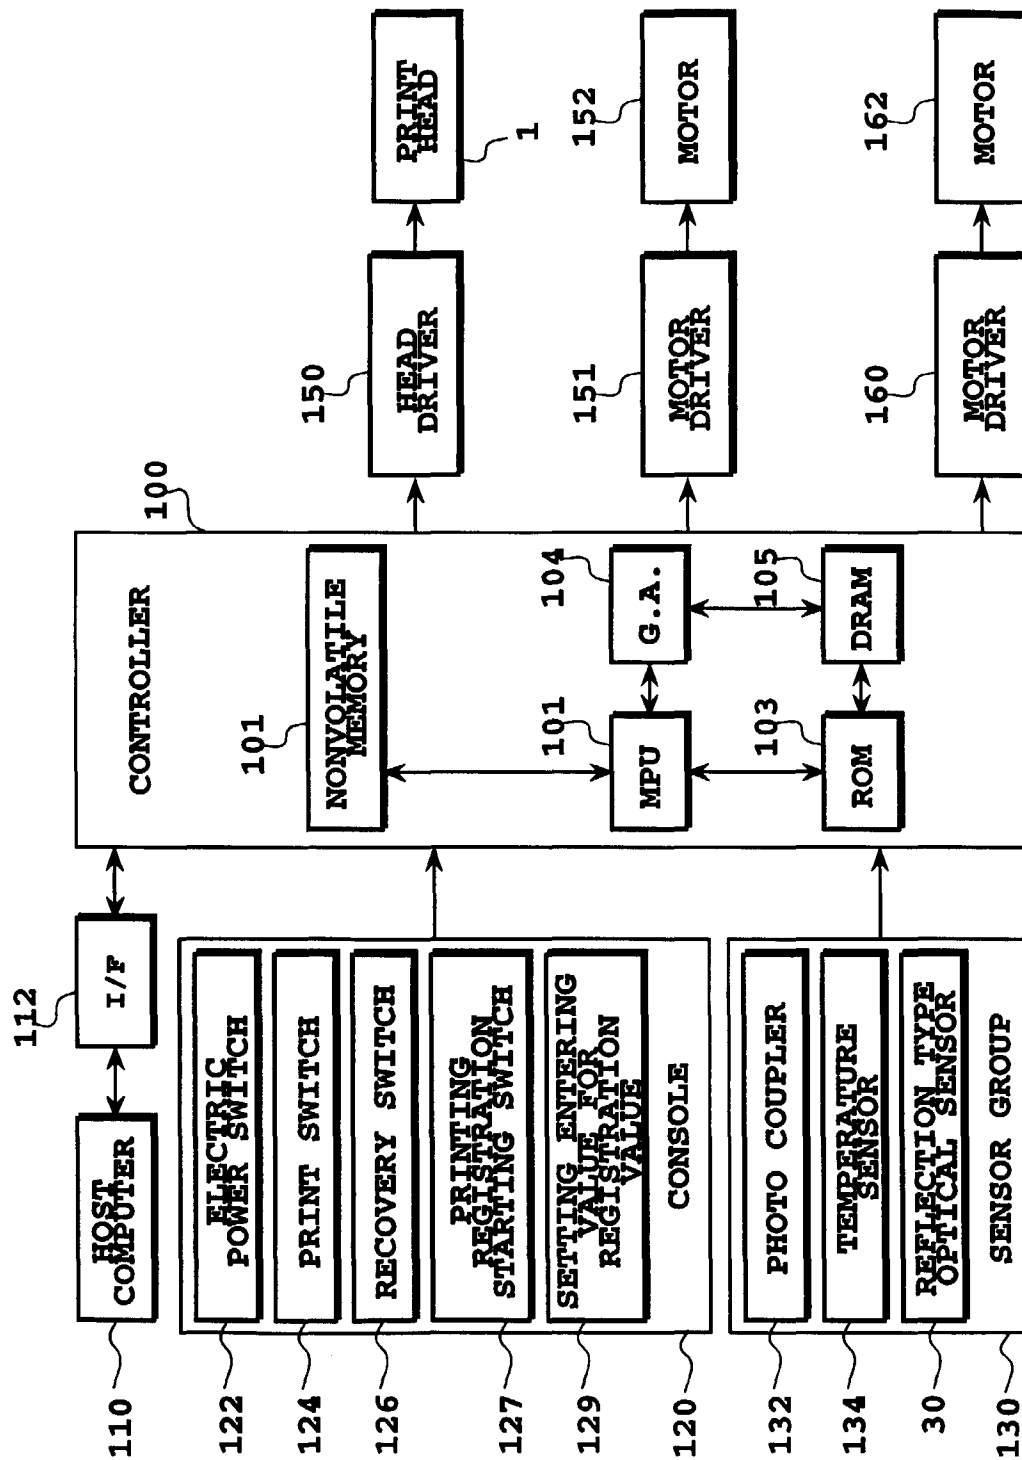 110
HOST
COMPUTER
112
I/F
122
ELECTRIC
POWER SWITCH
124
PRINT SWITCH
126
RECOVERY SWITCH
127
PRINTING
REGISTRATION
STARTING SWITCH
129
SETTING ENTERING
VALUE FOR
REGISTRATION
VALUE
120
CONSOLE
132
PHOTO COUPLER
134
TEMPERATURE
SENSOR
30
REFLECTION TYPE
OPTICAL SENSOR
130
SENSOR GROUP
100
CONTROLLER
101
NONVOLATILE
MEMORY
101
MPU
104
G.A.
103
ROM
105
DRAM
150
HEAD
DRIVER
PRINT
HEAD
1
151
MOTOR
DRIVER
152
MOTOR
160
MOTOR
DRIVER
162
MOTOR